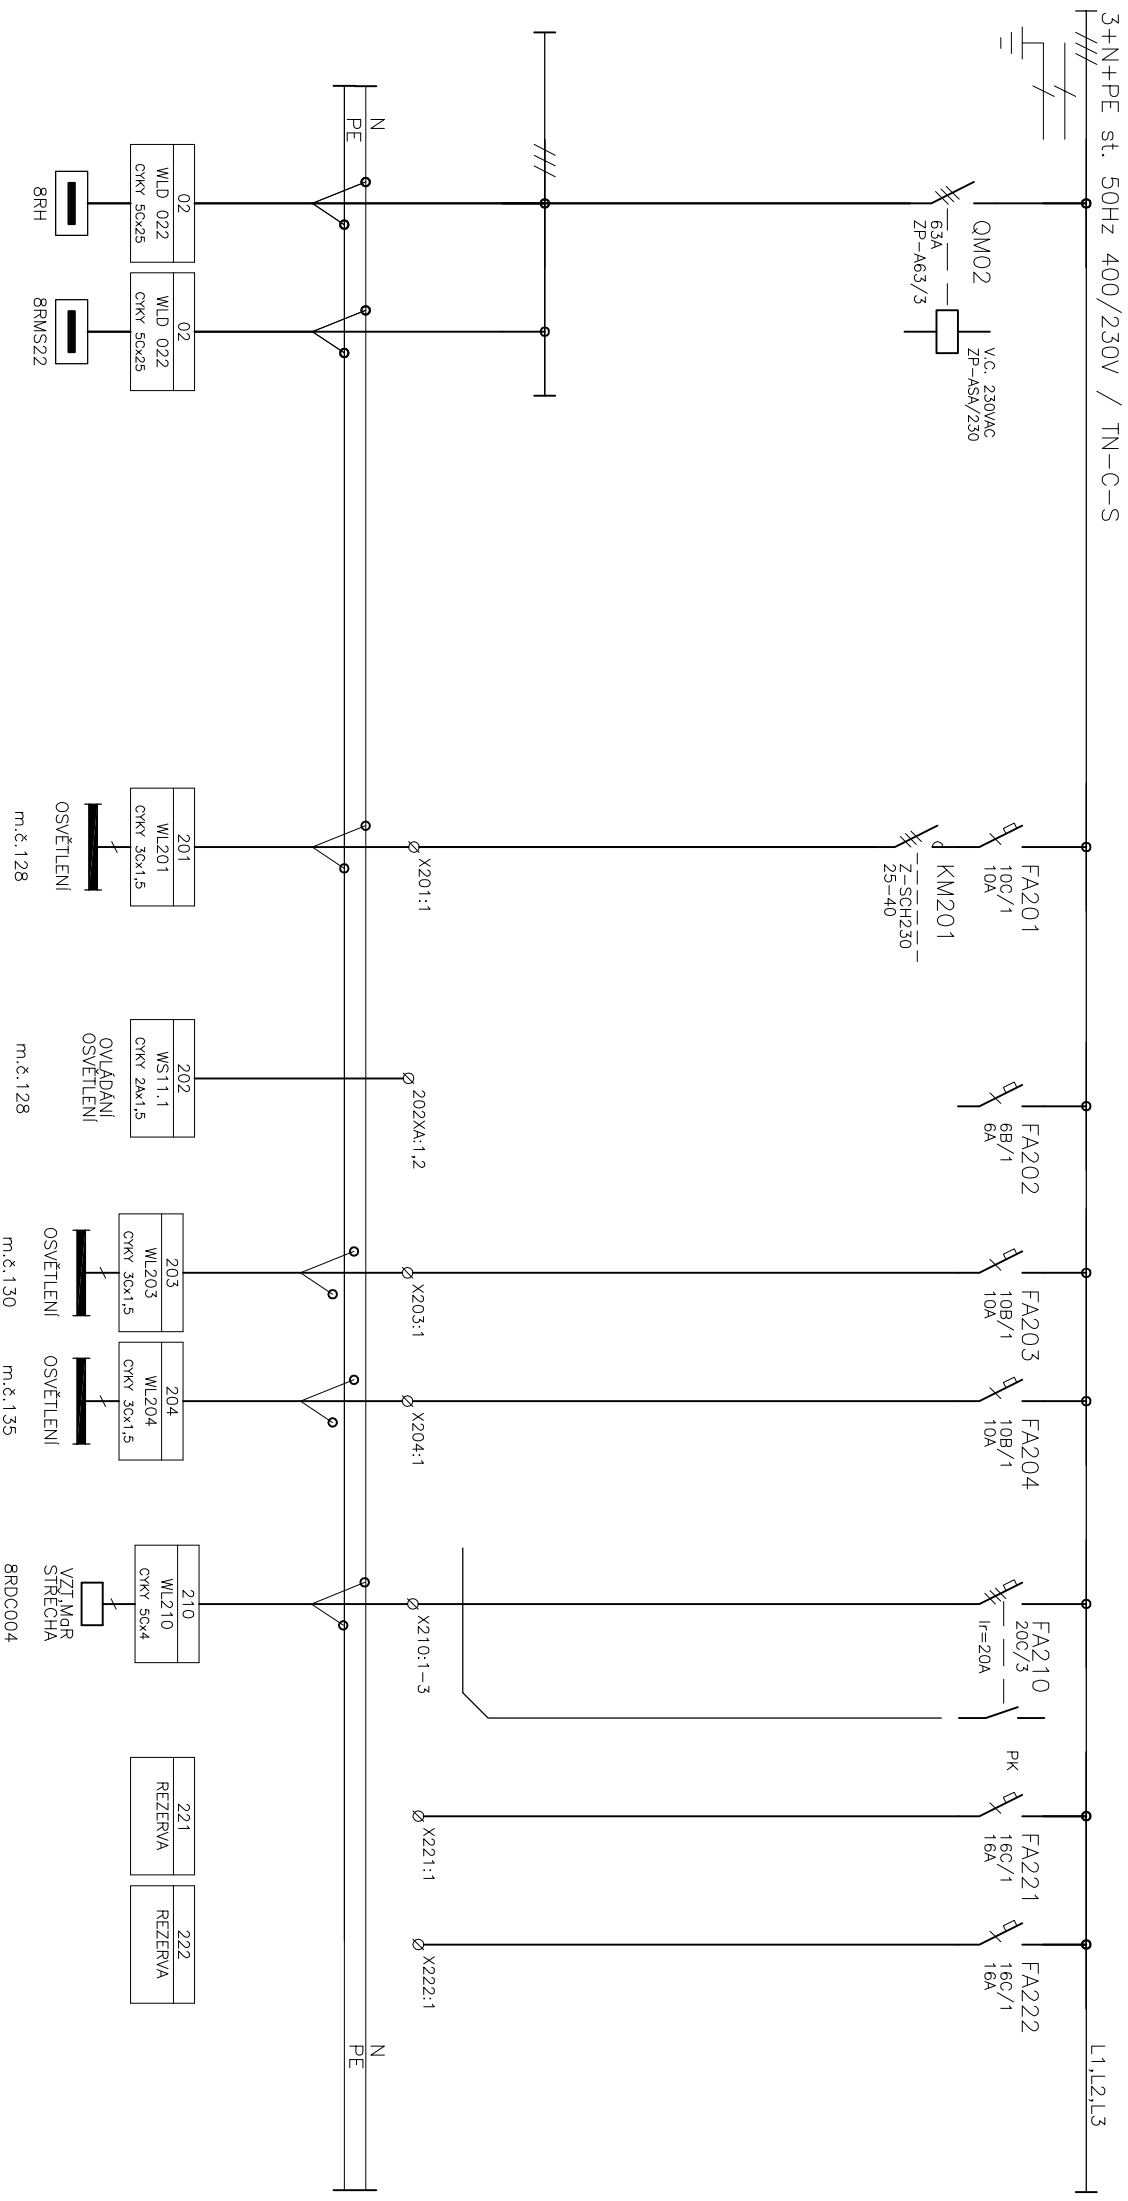 3+N+PE st. 50Hz 400/230V / TN-C-S
L1,L2,L3
QM02
63A
ZP-A63/3
V.C. 230VAC
ZP-ASA/230
FA201
10C/1
10A
KM201
Z-SCH230
25-40
FA202
6B/1
6A
FA203
10B/1
10A
FA204
10B/1
10A
FA210
20C/3
Ir=20A
PK
FA221
16C/1
16A
FA222
16C/1
16A
X201:1
202XA:1,2
X203:1
X204:1
X210:1-3
X221:1
X222:1
N
PE
N
PE
02
WLD 022
CYKY 5Cx25
8RH
02
WLD 022
CYKY 5Cx25
8RMS22
201
WL201
CYKY 3Cx1,5
OSVĚTLENÍ
m.č.128
202
WS11.1
CYKY 2Ax1,5
OVLÁDÁNÍ
OSVĚTLENÍ
m.č.128
203
WL203
CYKY 3Cx1,5
OSVĚTLENÍ
m.č.130
204
WL204
CYKY 3Cx1,5
OSVĚTLENÍ
m.č.135
210
WL210
CYKY 5Cx4
VZT,MaR
STŘECHA
8RDC004
221
REZERVA
222
REZERVA